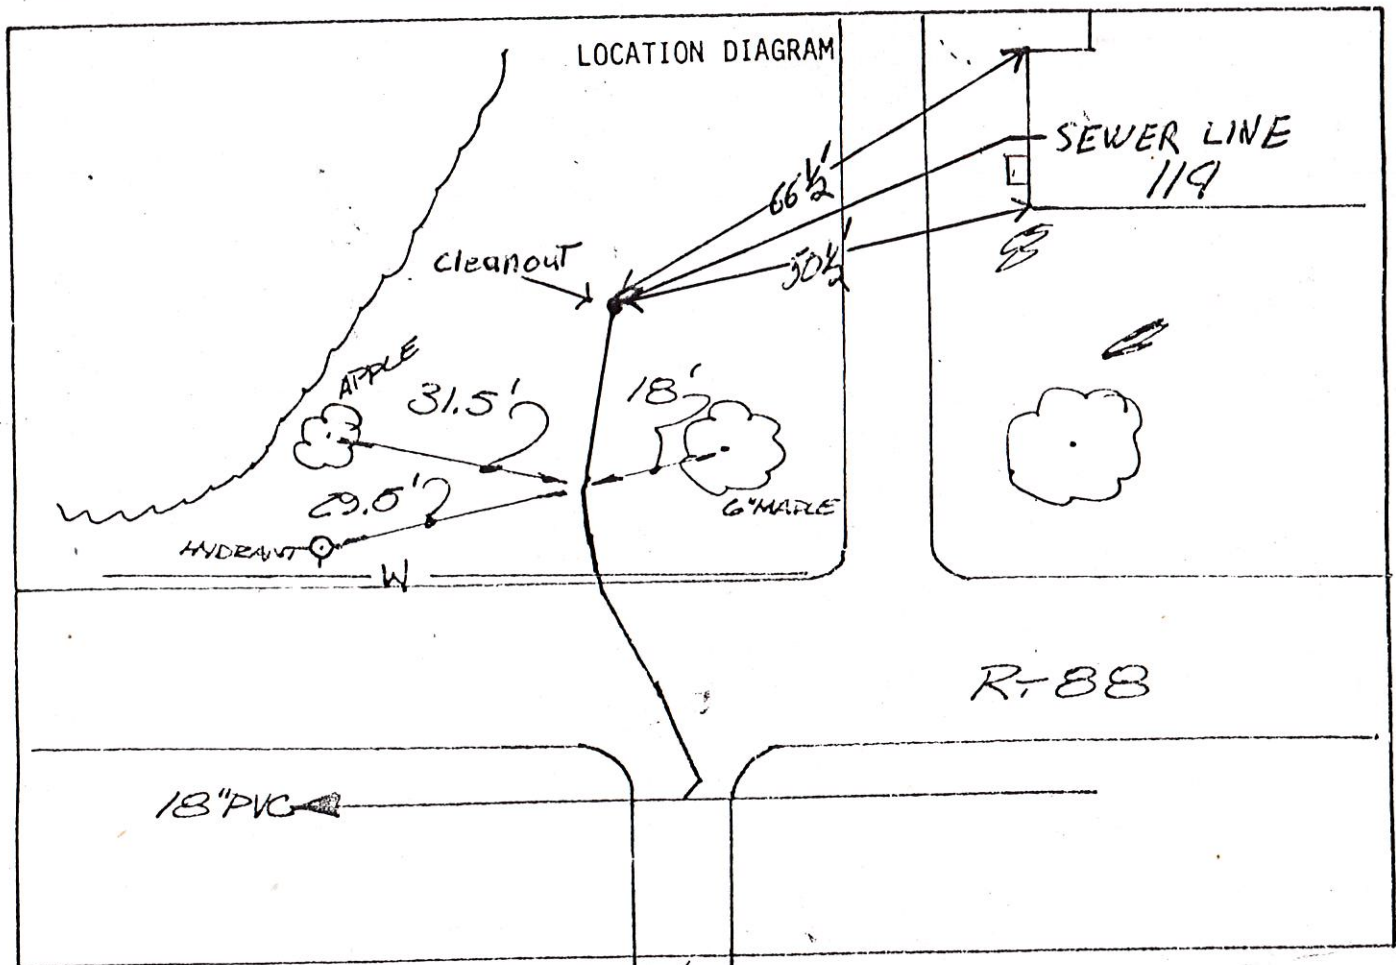 LOCATION DIAGRAM
SEWER LINE
119
66½'
50½'
cleanout
APPLE
31.5'
18'
29.5'
6"MAPLE
HYDRANT
W
RT 88
18"PVC